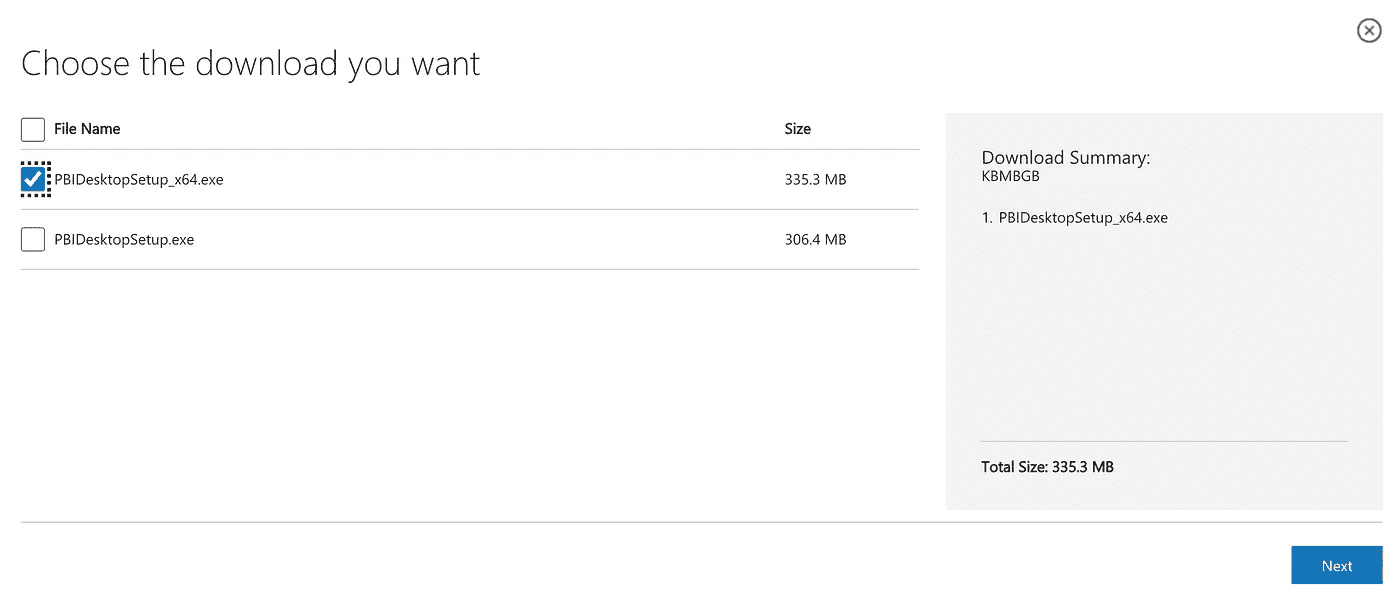 Choose the download you want
File Name Size
PBIDesktopSetup_x64.exe 335.3 MB
PBIDesktopSetup.exe 306.4 MB
Download Summary:
KBMBGB
1. PBIDesktopSetup_x64.exe
Total Size: 335.3 MB
Next